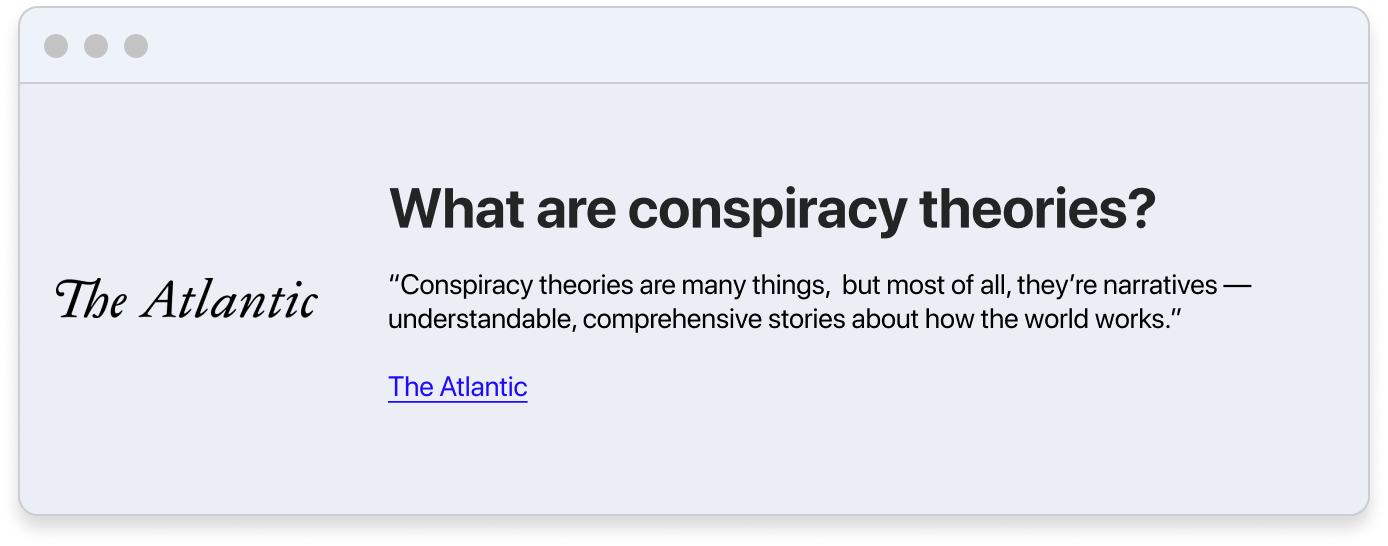 What are conspiracy theories?
The Atlantic
“Conspiracy theories are many things,  but most of all, they’re narratives —
understandable, comprehensive stories about how the world works.”
The Atlantic